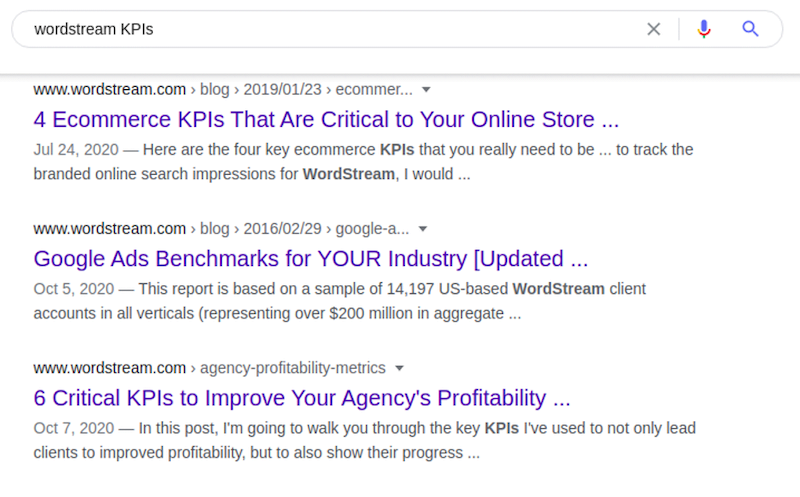 wordstream KPIs
www.wordstream.com › blog › 2019/01/23 › ecommer...
4 Ecommerce KPIs That Are Critical to Your Online Store ...
Jul 24, 2020 — Here are the four key ecommerce KPIs that you really need to be ... to track the
branded online search impressions for WordStream, I would ...
www.wordstream.com › blog › 2016/02/29 › google-a...
Google Ads Benchmarks for YOUR Industry [Updated ...
Oct 5, 2020 — This report is based on a sample of 14,197 US-based WordStream client
accounts in all verticals (representing over $200 million in aggregate ...
www.wordstream.com › agency-profitability-metrics
6 Critical KPIs to Improve Your Agency's Profitability ...
Oct 7, 2020 — In this post, I'm going to walk you through the key KPIs I've used to not only lead
clients to improved profitability, but to also show their progress ...